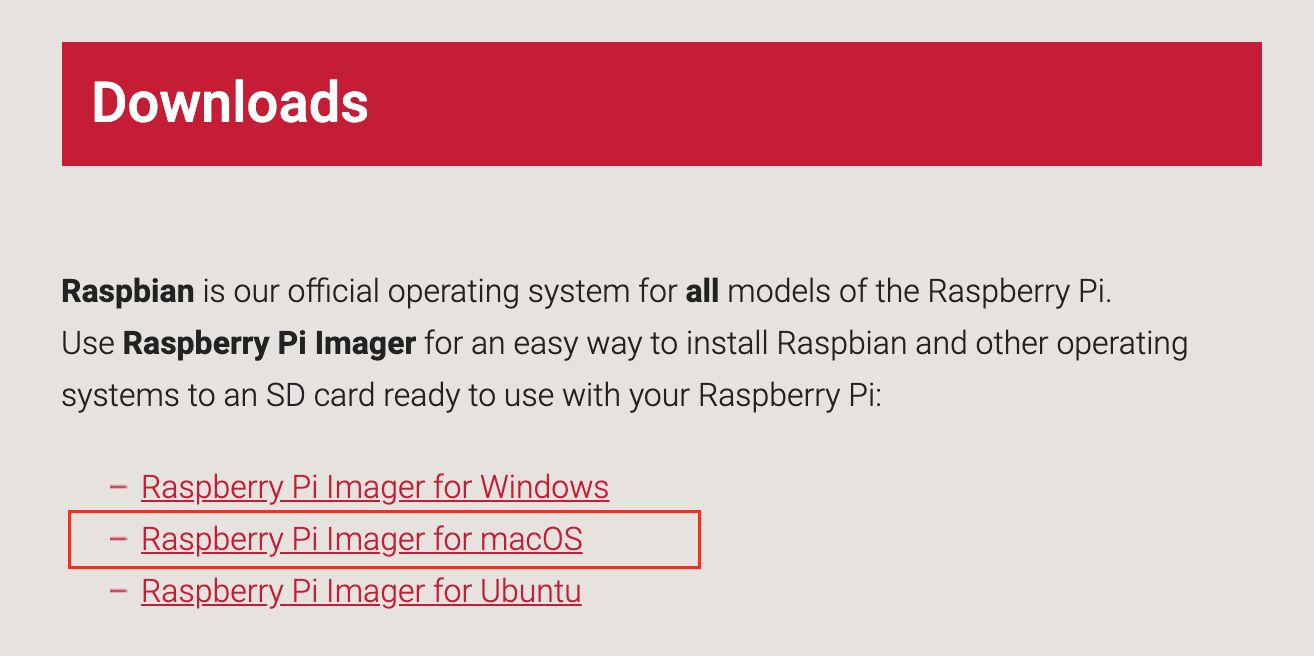 Downloads
Raspbian is our official operating system for all models of the Raspberry Pi.
Use Raspberry Pi Imager for an easy way to install Raspbian and other operating
systems to an SD card ready to use with your Raspberry Pi:
– Raspberry Pi Imager for Windows
– Raspberry Pi Imager for macOS
– Raspberry Pi Imager for Ubuntu